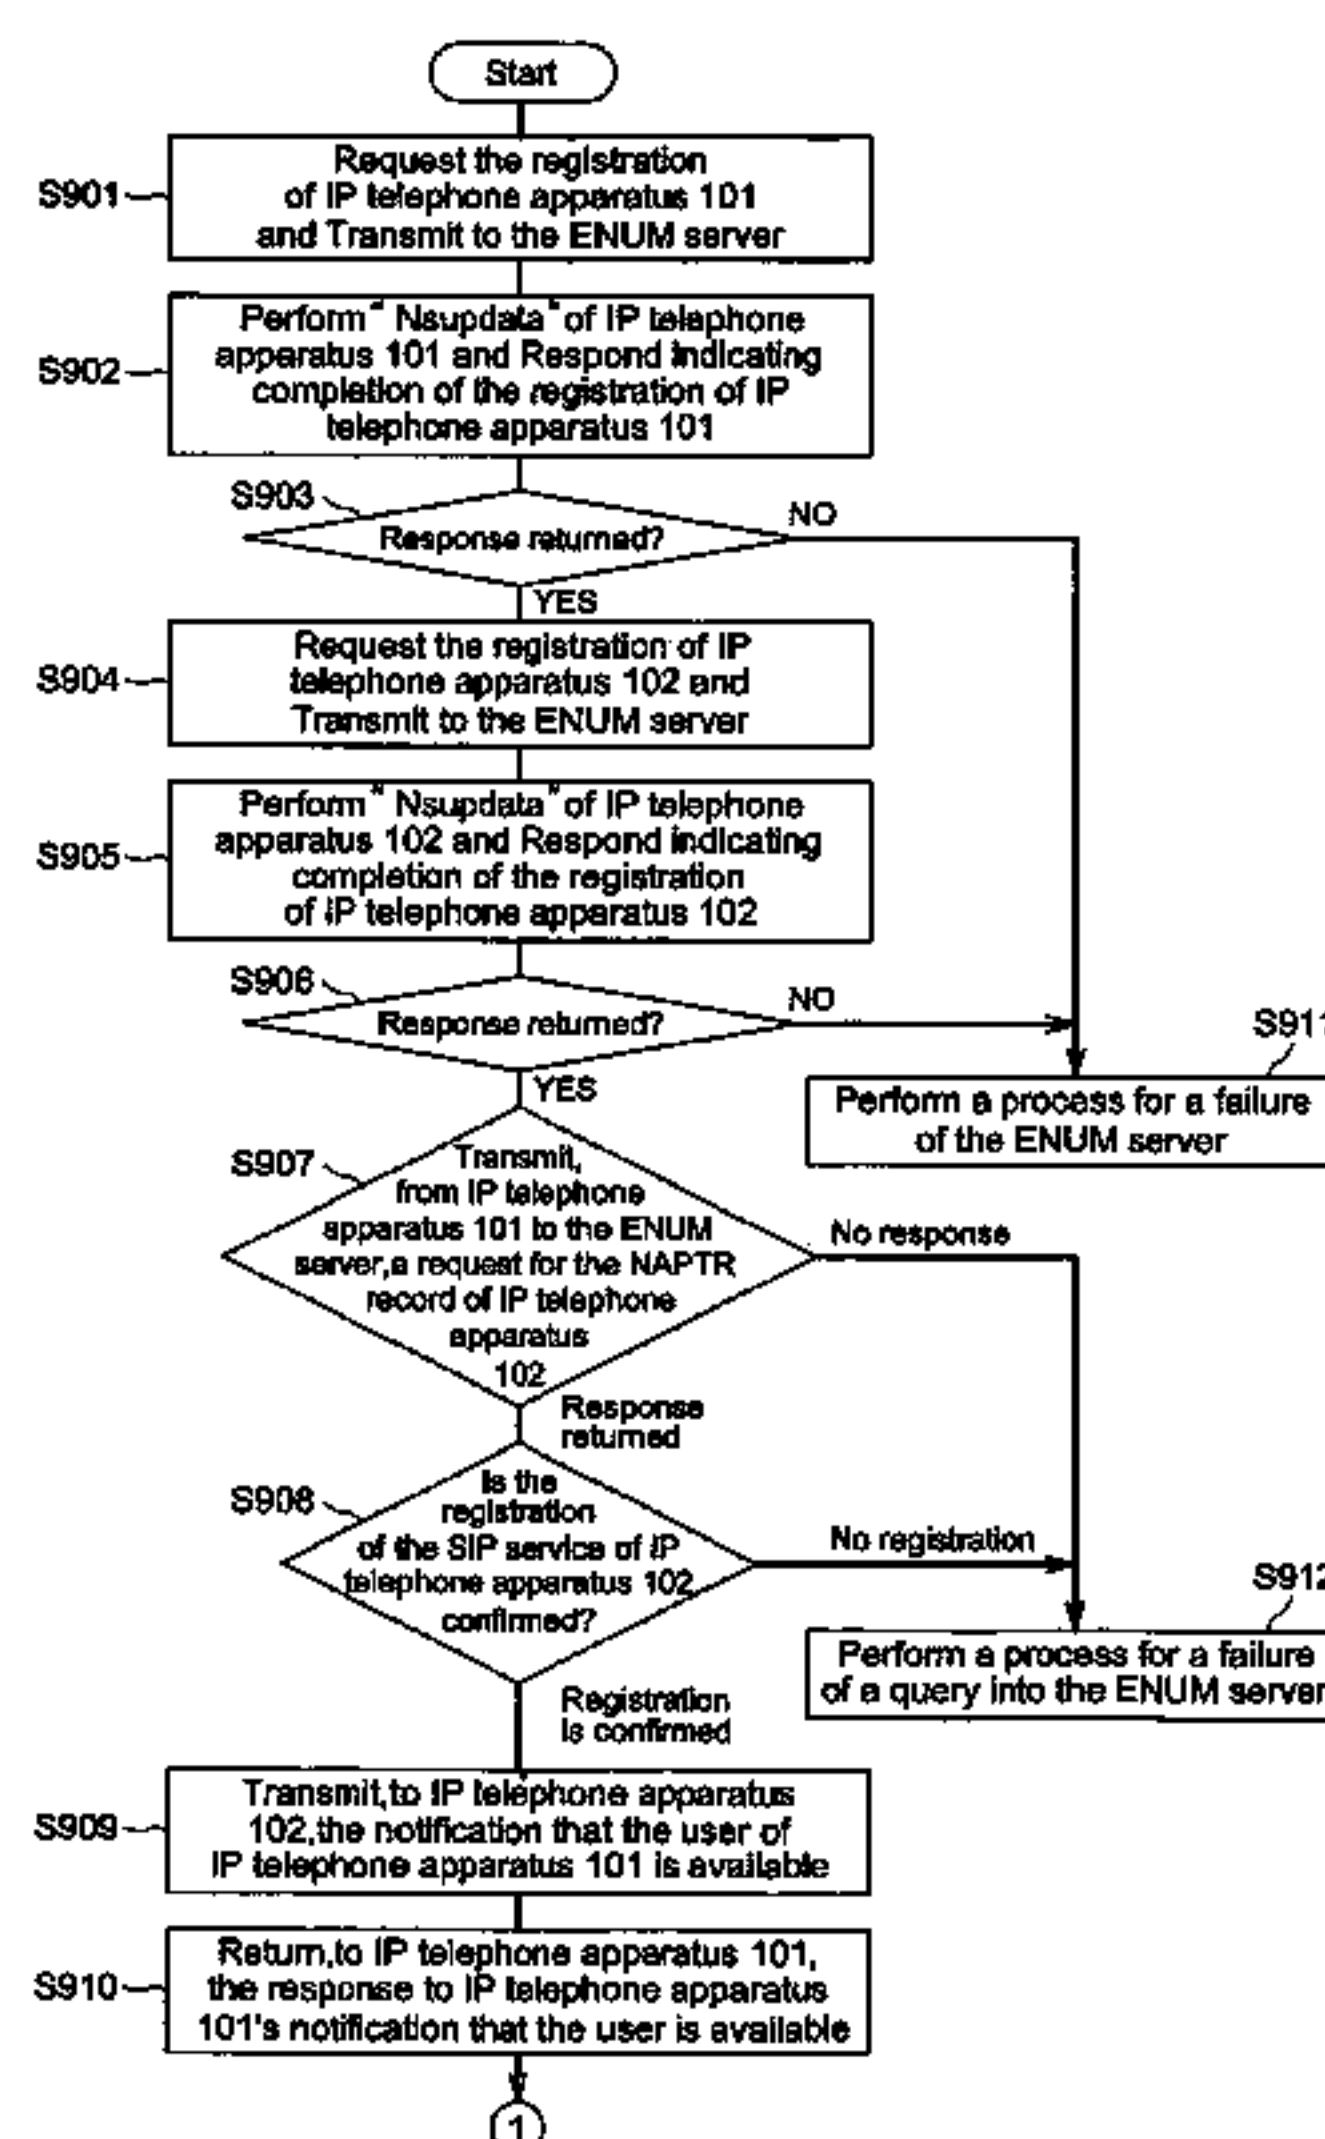 Start
S901
Request the registration
of IP telephone apparatus 101
and Transmit to the ENUM server
S902
Perform " Nsupdata" of IP telephone
apparatus 101 and Respond indicating
completion of the registration of IP
telephone apparatus 101
S903
Response returned?
NO
YES
S904
Request the registration of IP
telephone apparatus 102 and
Transmit to the ENUM server
S905
Perform " Nsupdata" of IP telephone
apparatus 102 and Respond indicating
completion of the registration
of IP telephone apparatus 102
S906
Response returned?
NO
YES
S911
Perform a process for a failure
of the ENUM server
S907
Transmit,
from IP telephone
apparatus 101 to the ENUM
server,a request for the NAPTR
record of IP telephone
apparatus
102
No response
Response
returned
S908
Is the
registration
of the SIP service of IP
telephone apparatus 102
confirmed?
No registration
Registration
is confirmed
S912
Perform a process for a failure
of a query into the ENUM server
S909
Transmit,to IP telephone apparatus
102,the notification that the user of
IP telephone apparatus 101 is available
S910
Return,to IP telephone apparatus 101,
the response to IP telephone apparatus
101's notification that the user is available
1